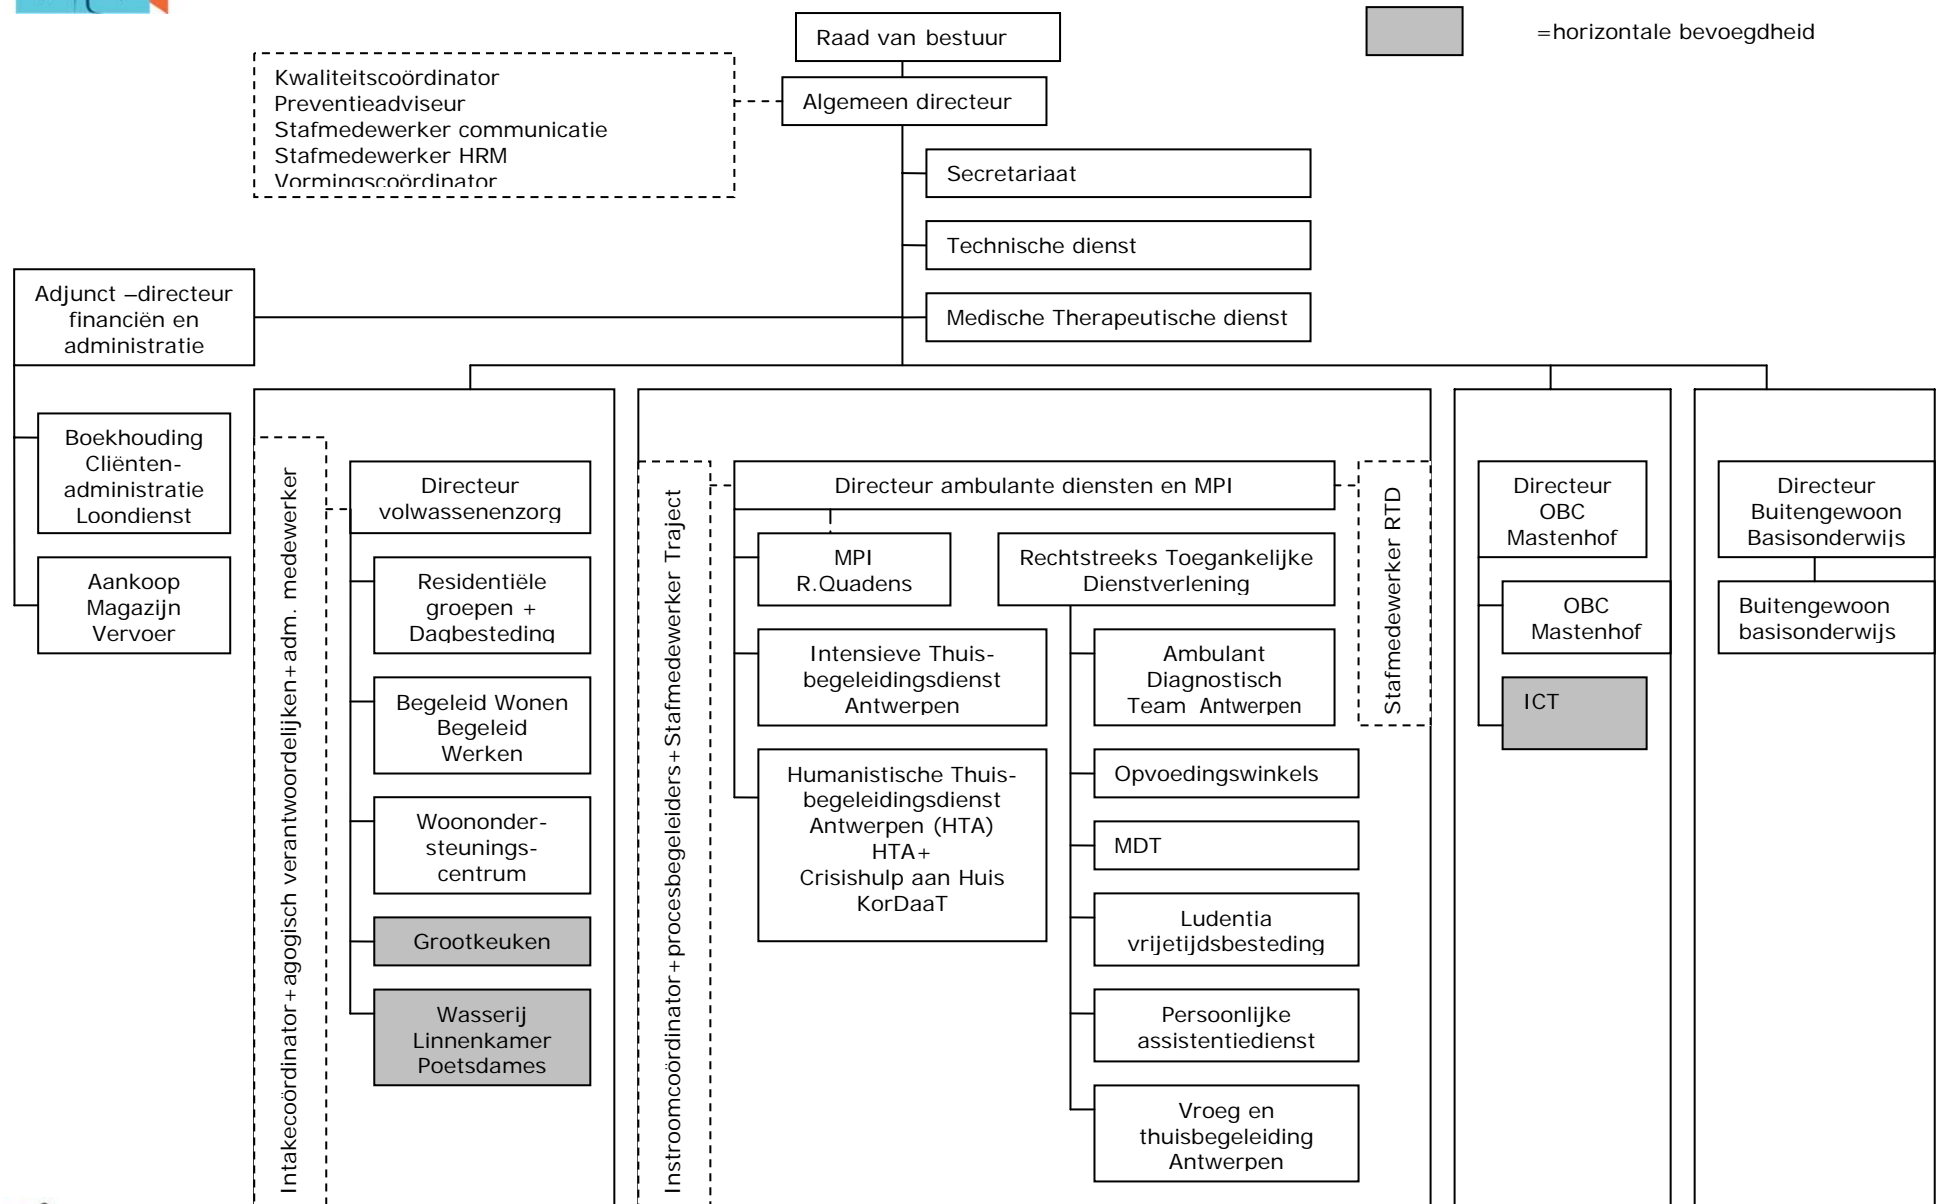 =horizontale bevoegdheid
Raad van bestuur
Kwaliteitscoördinator
Preventieadviseur
Stafmedewerker communicatie
Stafmedewerker HRM
Vormingscoördinator
Algemeen directeur
Secretariaat
Technische dienst
Medische Therapeutische dienst
Adjunct –directeur
financiën en
administratie
Boekhouding
Cliënten-
administratie
Loondienst
Aankoop
Magazijn
Vervoer
Intakecoördinator+agogisch verantwoordelijken+adm. medewerker
Directeur
volwassenenzorg
Residentiële
groepen +
Dagbesteding
Begeleid Wonen
Begeleid
Werken
Woononder-
steunings-
centrum
Grootkeuken
Wasserij
Linnenkamer
Poetsdames
Instroomcoördinator+procesbegeleiders+Stafmedewerker Traject
Directeur ambulante diensten en MPI
MPI
R.Quadens
Intensieve Thuis-
begeleidingsdienst
Antwerpen
Humanistische Thuis-
begeleidingsdienst
Antwerpen (HTA)
HTA+
Crisishulp aan Huis
KorDaaT
Rechtstreeks Toegankelijke
Dienstverlening
Ambulant
Diagnostisch
Team Antwerpen
Opvoedingswinkels
MDT
Ludentia
vrijetijdsbesteding
Persoonlijke
assistentiedienst
Vroeg en
thuisbegeleiding
Antwerpen
Stafmedewerker RTD
Directeur
OBC
Mastenhof
OBC
Mastenhof
ICT
Directeur
Buitengewoon
Basisonderwijs
Buitengewoon
basisonderwijs